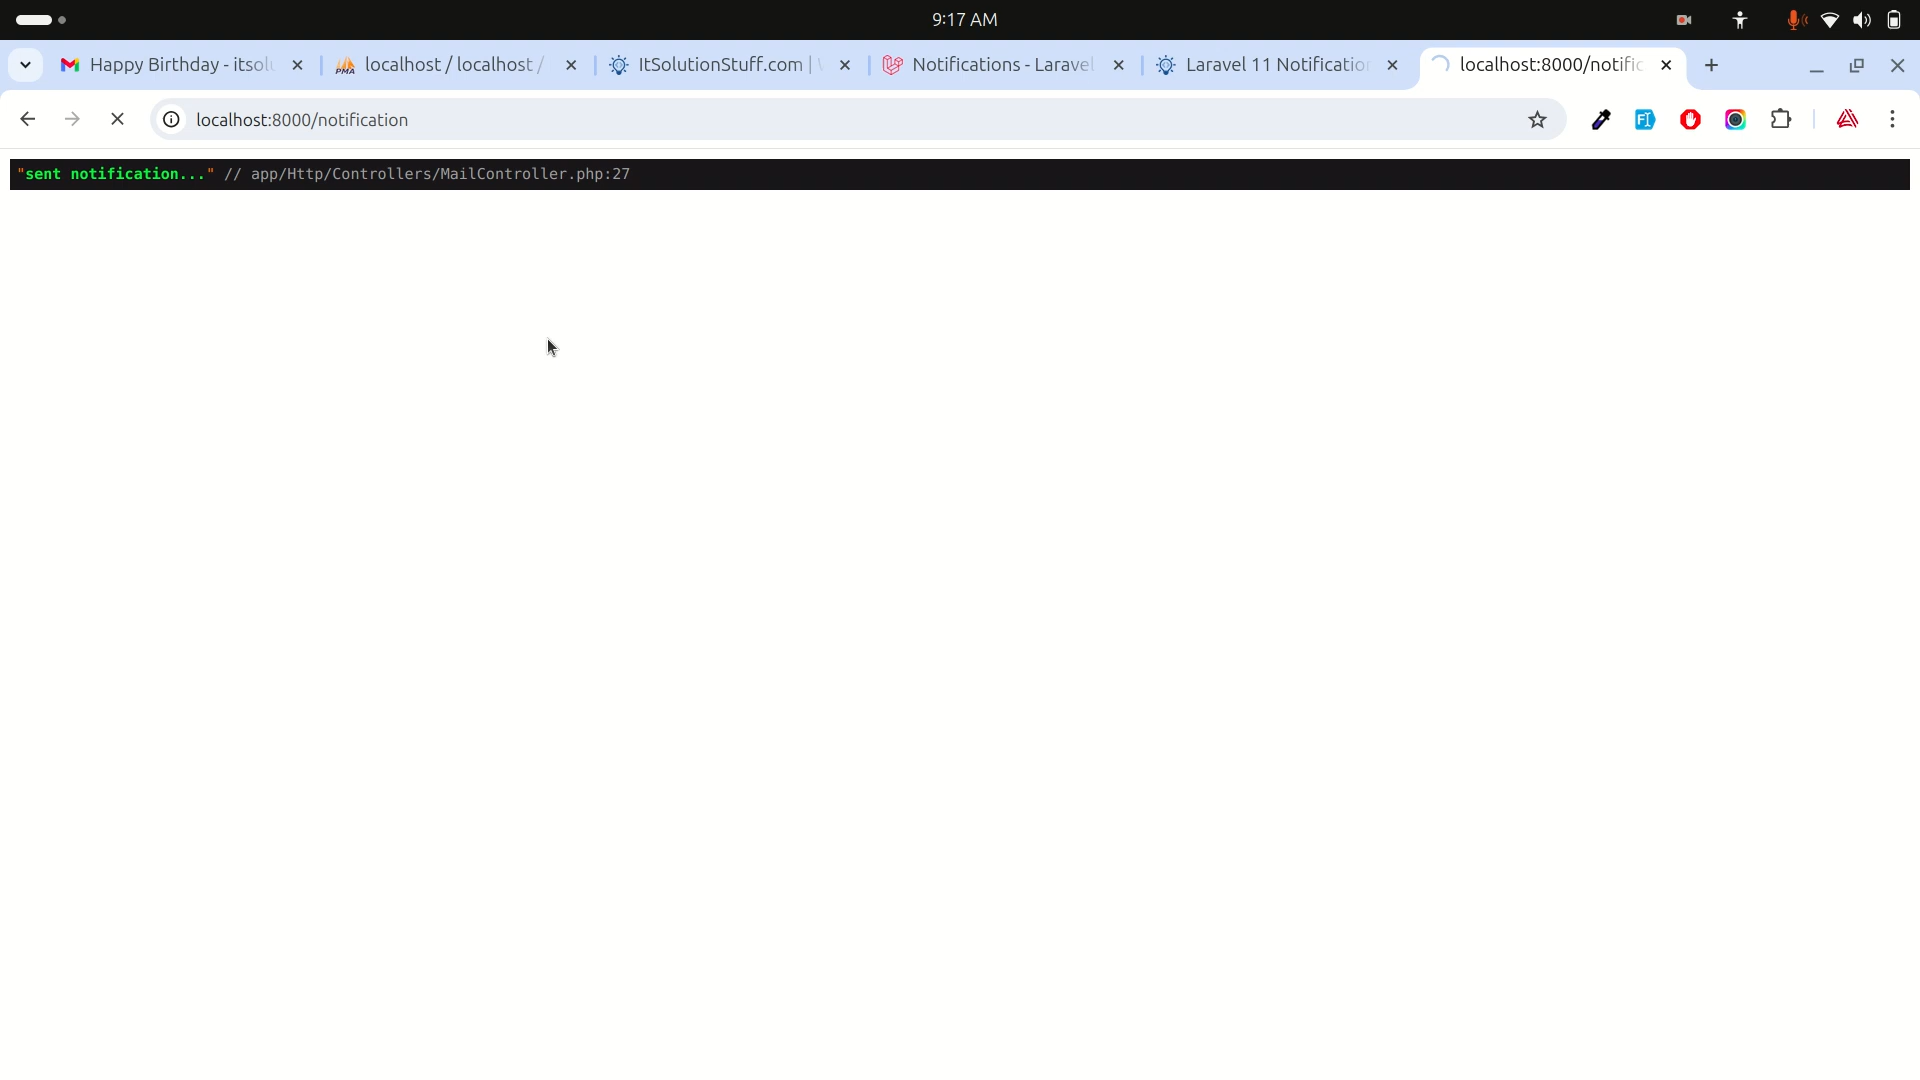 9:17 AM
Happy Birthday - itsol
localhost / localhost /
ItSolutionStuff.com |
Notifications - Laravel
Laravel 11 Notification
localhost:8000/notific
localhost:8000/notification
"sent notification..." // app/Http/Controllers/MailController.php:27